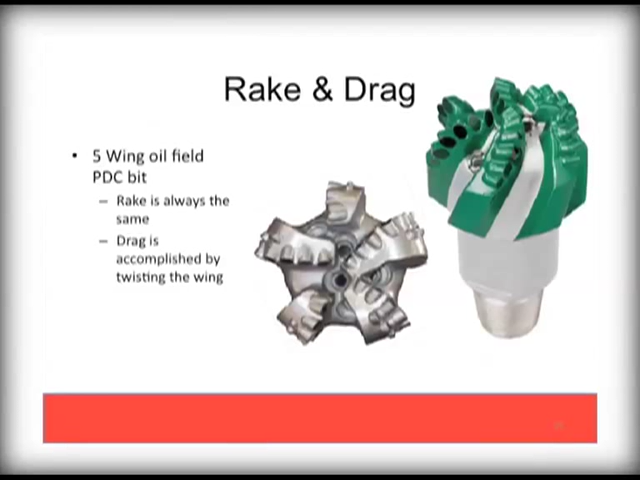 Rake & Drag
• 5 Wing oil field
PDC bit
– Rake is always the
same
– Drag is
accomplished by
twisting the wing